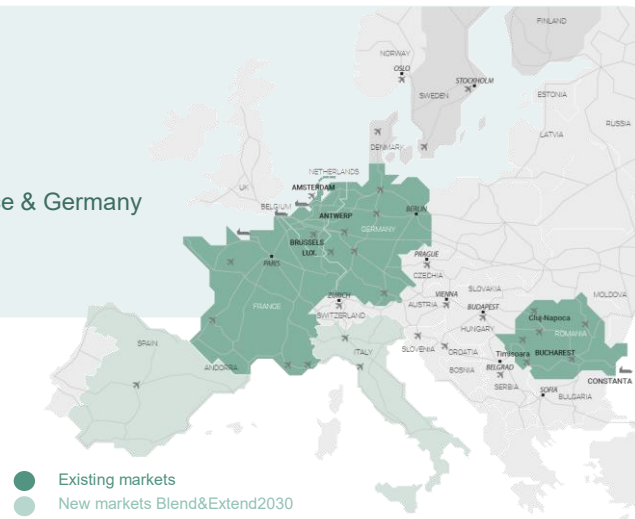 FINLAND
NORWAY
OSLO
STOCKHOLM
SWEDEN
ESTONIA
RUSSIA
LATVIA
DENMARK
NETHERLANDS
UK
AMSTERDAM
se & Germany
BELGIUM
BERLIN
ANTWERP
GERMANY
BRUSSELS
LUX.
PARIS
PRAGUE
CZECHIA
SLOVAKIA
ZURICH
VIENNA
BUDAPEST
MOLDOVA
AUSTRIA
FRANCE
SWITZERLAND
Cluj-Napoca
HUNGARY
ROMANIA
SPAIN
ITALY
SLOVENIA
CROATIA
Timisoara
BUCHAREST
ANDORRA
BOSNIA
BELGRAD
CONSTANTA
SERBIA
SOFIA
BULGARIA
Existing markets
New markets Blend&Extend2030